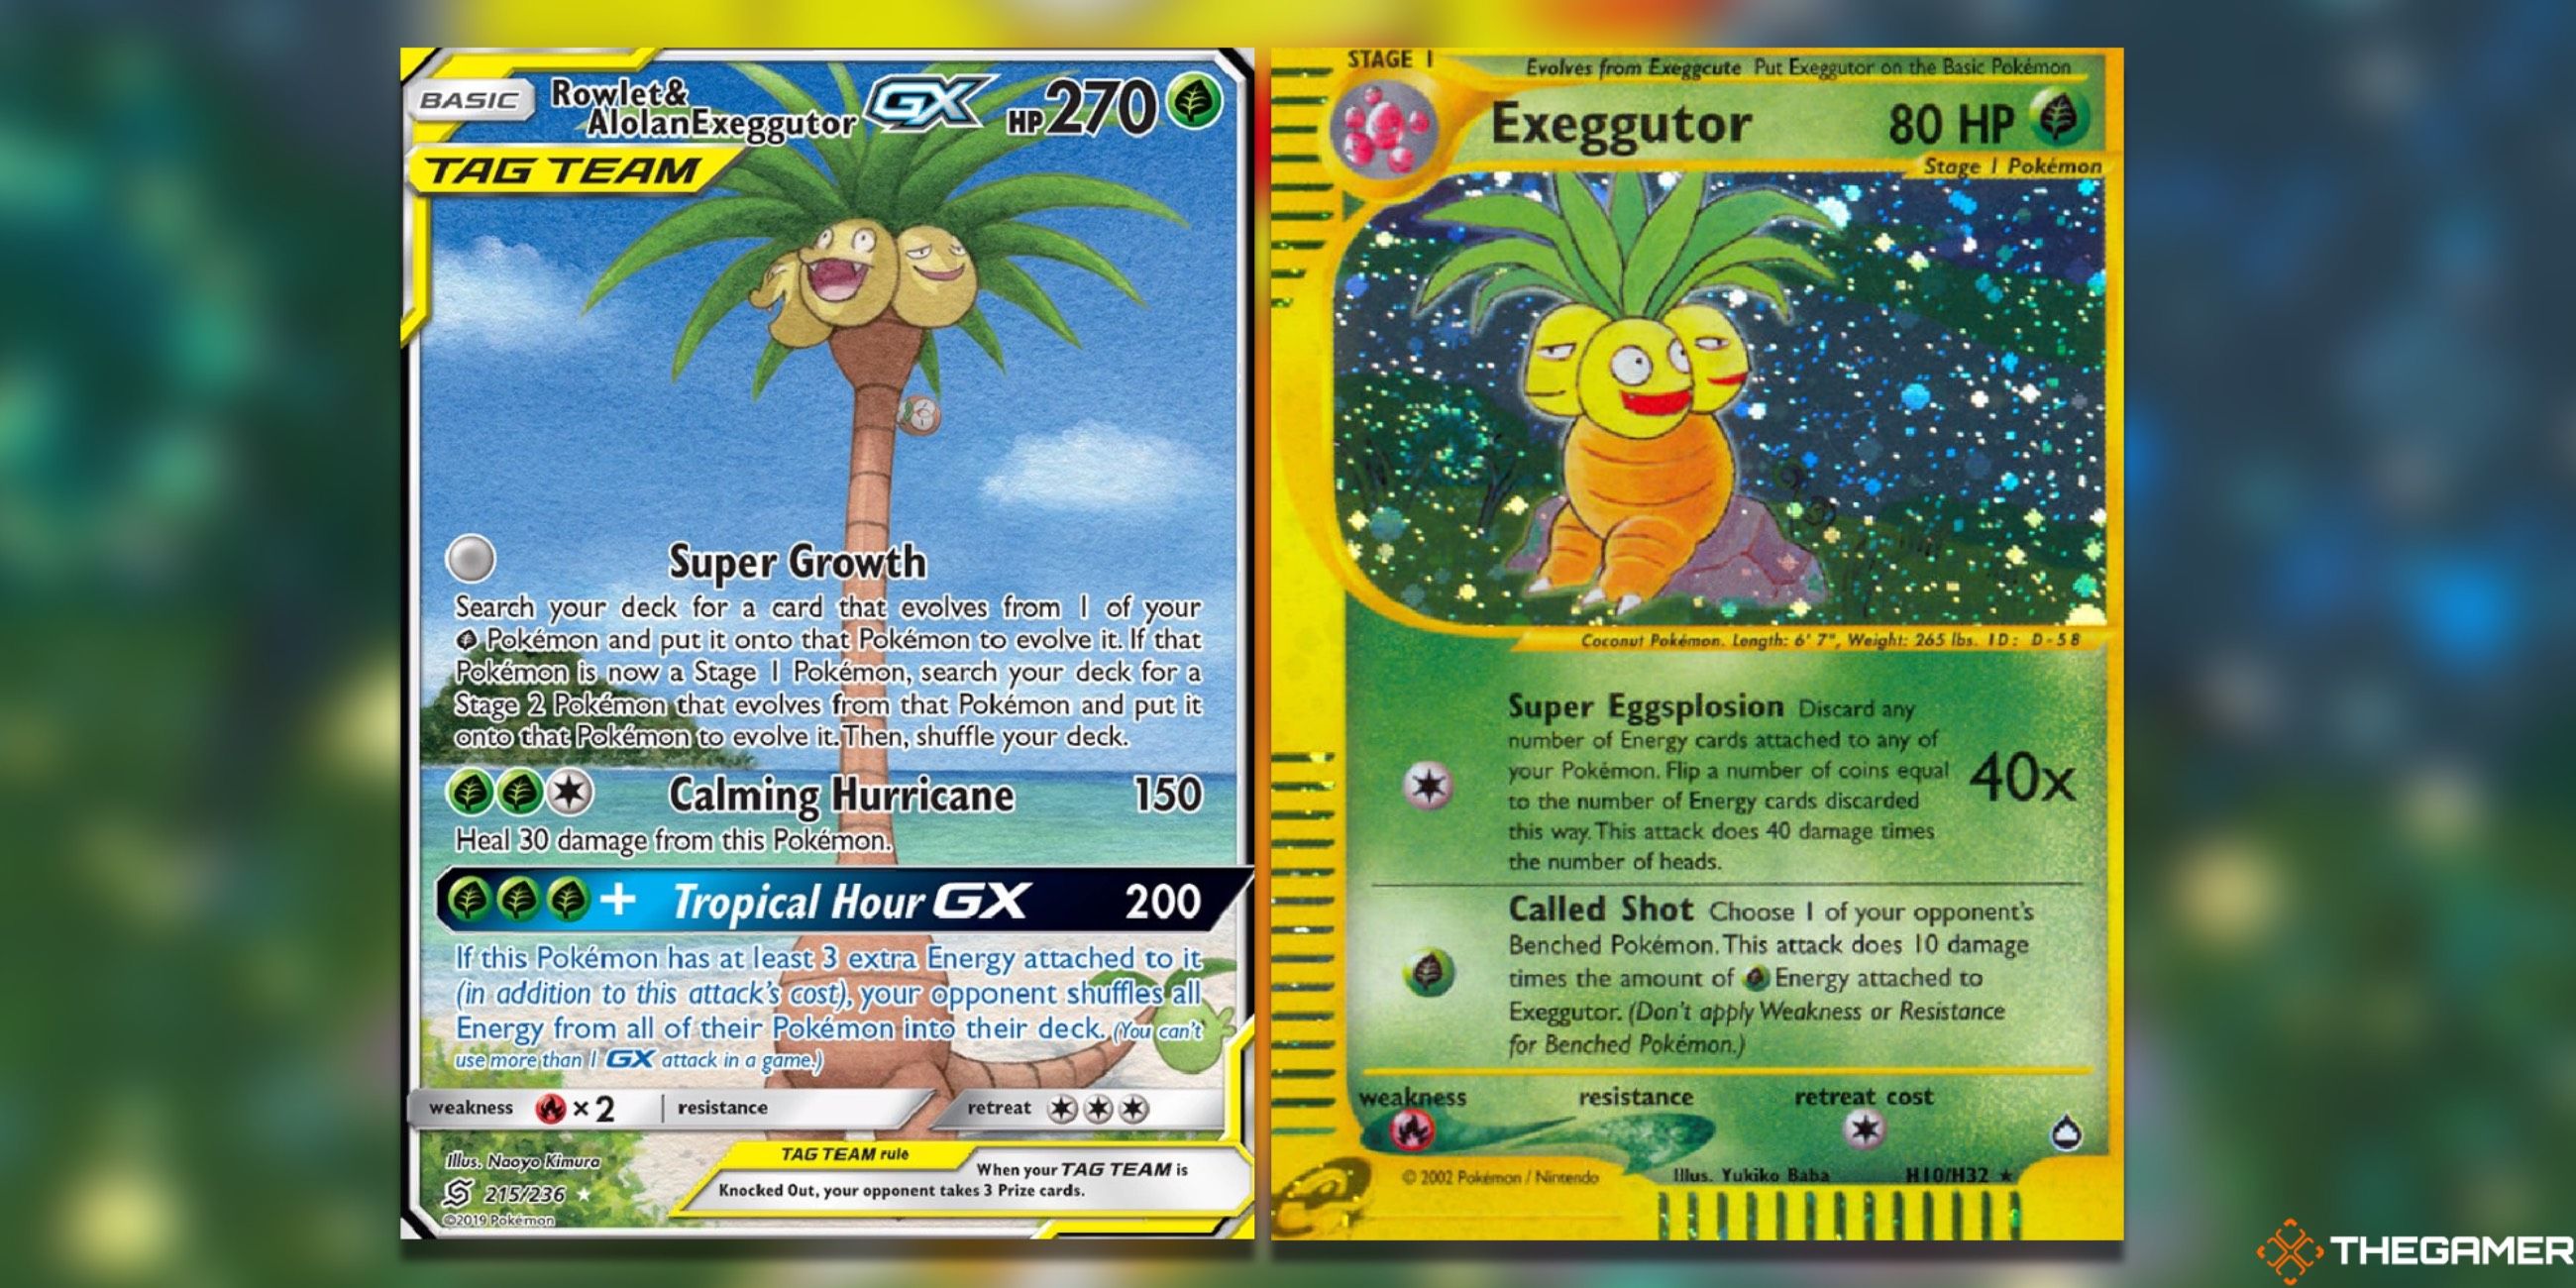 BASIC
Rowlet&
AlolanExeggutor
GX
HP270
TAG TEAM
Super Growth
Search your deck for a card that evolves from 1 of your
Pokémon and put it onto that Pokémon to evolve it. If that
Pokémon is now a Stage 1 Pokémon, search your deck for a
Stage 2 Pokémon that evolves from that Pokémon and put it
onto that Pokémon to evolve it. Then, shuffle your deck.
Calming Hurricane 150
Heal 30 damage from this Pokémon.
+ Tropical Hour GX 200
If this Pokémon has at least 3 extra Energy attached to it
(in addition to this attack's cost), your opponent shuffles all
Energy from all of their Pokémon into their deck. (You can't
use more than 1 GX attack in a game.)
weakness ×2 resistance retreat
Illus. Naoyo Kimura
215/236
©2019 Pokémon
TAG TEAM rule
When your TAG TEAM is
Knocked Out, your opponent takes 3 Prize cards.
STAGE 1
Evolves from Exeggcute Put Exeggutor on the Basic Pokémon
Exeggutor 80 HP
Stage 1 Pokémon
Coconut Pokémon. Length: 6' 7", Weight: 265 lbs. ID: D-58
Super Eggsplosion Discard any
number of Energy cards attached to any of
your Pokémon. Flip a number of coins equal
to the number of Energy cards discarded
this way. This attack does 40 damage times
the number of heads.
40x
Called Shot Choose 1 of your opponent's
Benched Pokémon. This attack does 10 damage
times the amount of Energy attached to
Exeggutor. (Don't apply Weakness or Resistance
for Benched Pokémon.)
weakness resistance retreat cost
© 2002 Pokémon / Nintendo Illus. Yukiko Baba H10/H32
THEGAMER